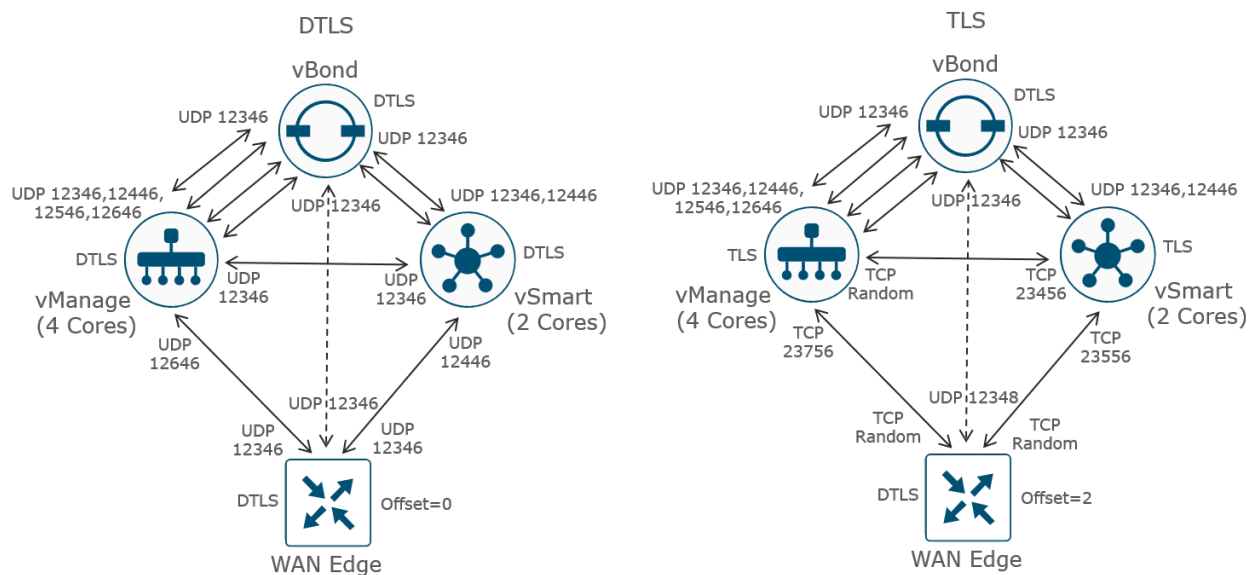 DTLS
vBond
DTLS
UDP 12346
UDP 12346
UDP 12346,12446,
12546,12646
UDP 12346
UDP 12346,12446
DTLS
DTLS
UDP
12346
UDP
12346
vManage
(4 Cores)
vSmart
(2 Cores)
UDP
12646
UDP
12446
UDP 12346
UDP
12346
UDP
12346
DTLS
Offset=0
WAN Edge
TLS
vBond
DTLS
UDP 12346
UDP 12346
UDP 12346,12446,
12546,12646
UDP 12346
UDP 12346,12446
TLS
TLS
TCP
Random
TCP
23456
vManage
(4 Cores)
vSmart
(2 Cores)
TCP
23756
TCP
23556
UDP 12348
TCP
Random
TCP
Random
DTLS
Offset=2
WAN Edge